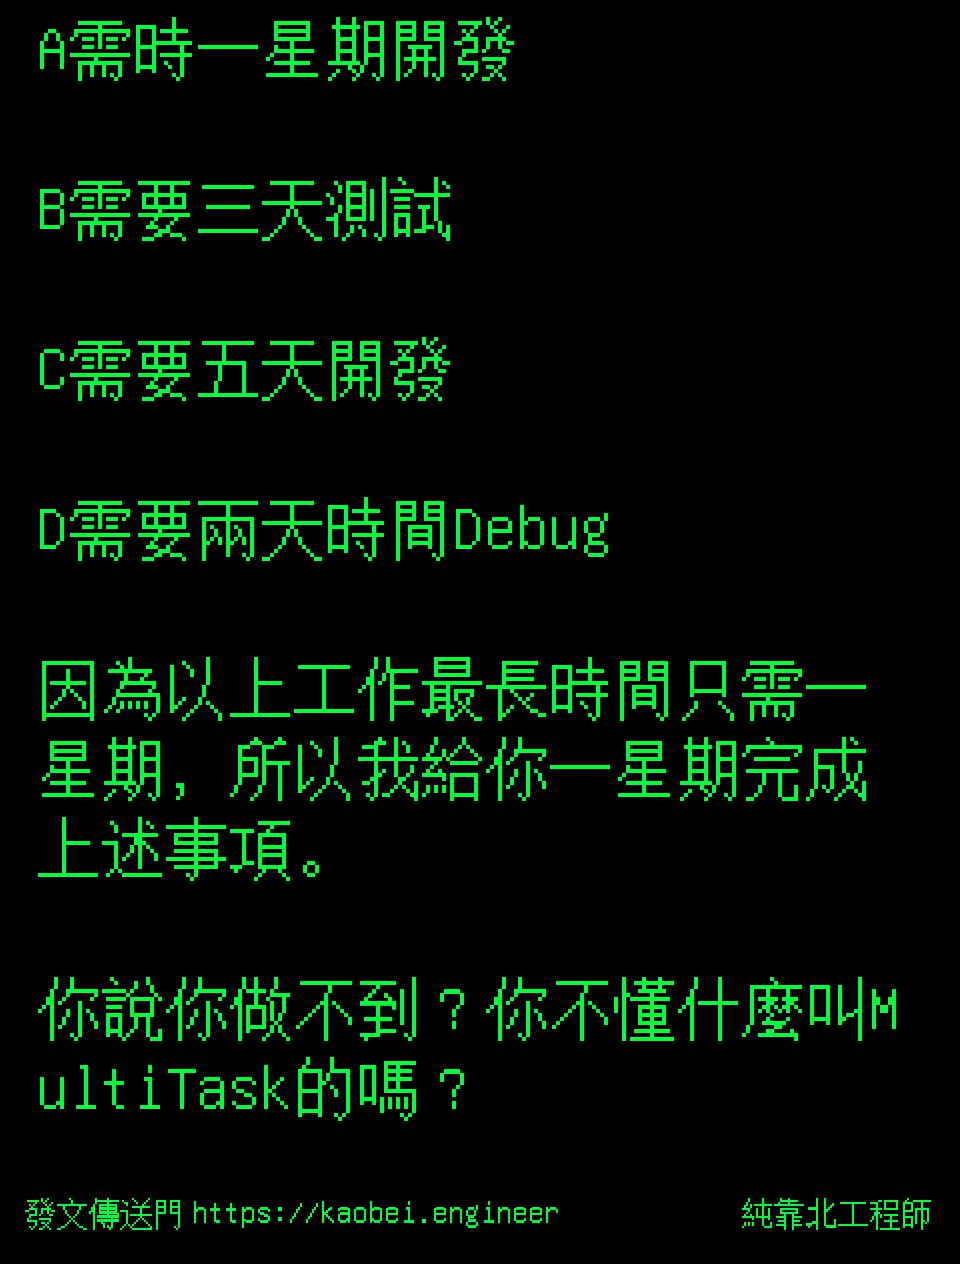 A需時一星期開發
B需要三天測試
C需要五天開發
D需要兩天時間Debug
因為以上工作最長時間只需一
星期，所以我給你一星期完成
上述事項。
你說你做不到？你不懂什麼叫M
ultiTask的嗎？
發文傳送門 https://kaobei.engineer
純靠北工程師